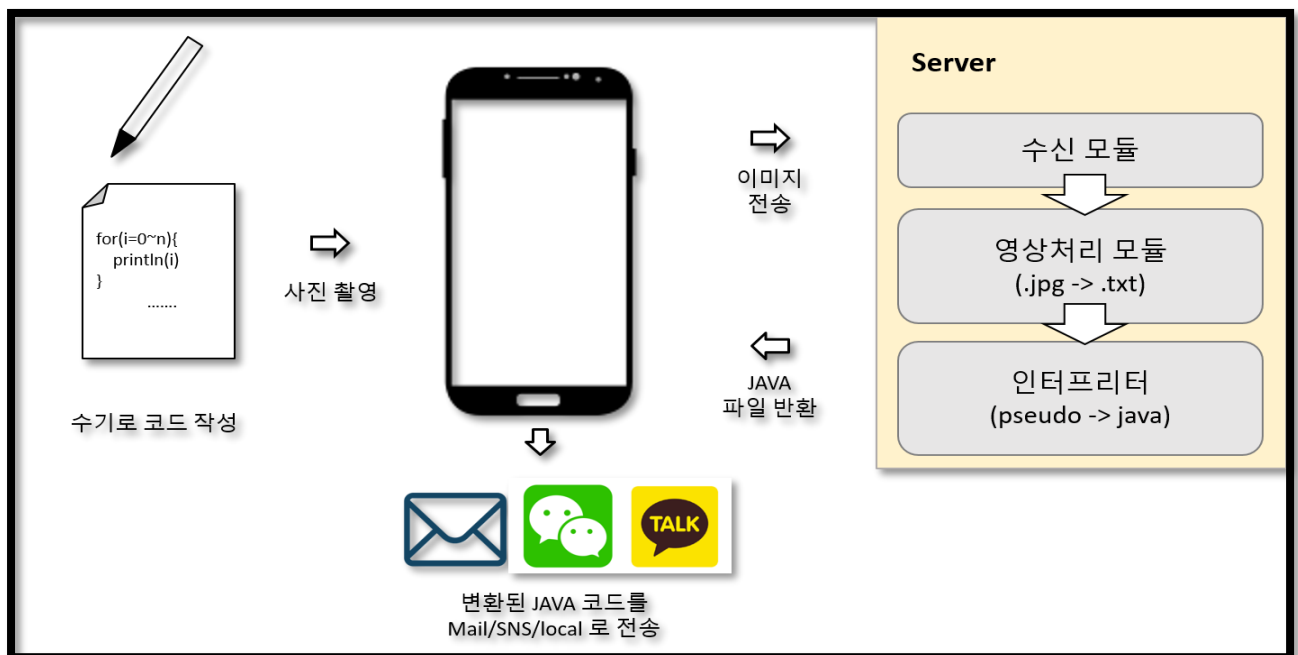 for(i=0~n){
println(i)
}
.......
수기로 코드 작성
사진 촬영
이미지
전송
JAVA
파일 반환
TALK
변환된 JAVA 코드를
Mail/SNS/local 로 전송
Server
수신 모듈
영상처리 모듈
(.jpg -> .txt)
인터프리터
(pseudo -> java)